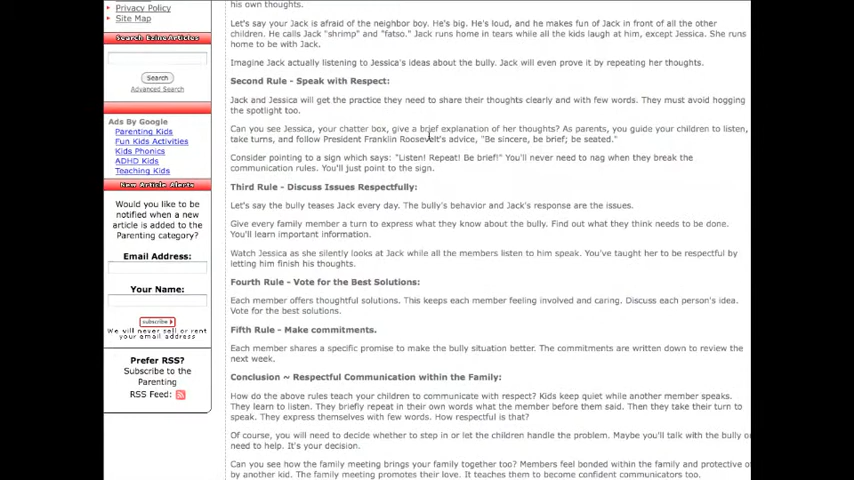 Privacy Policy
Site Map
Search EzineArticles
Search
Advanced Search
Ads By Google
Parenting Kids
Fun Kids Activities
Kids Phonics
ADHD Kids
Teaching Kids
New Article Alerts
Would you like to be
notified when a new
article is added to the
Parenting category?
Email Address:
Your Name:
subscribe
We will never sell or rent
your email address
Prefer RSS?
Subscribe to the
Parenting
RSS Feed:
his own thoughts.
Let's say your Jack is afraid of the neighbor boy. He's big. He's loud, and he makes fun of Jack in front of all the other
children. He calls Jack "shrimp" and "fatso." Jack runs home in tears while all the kids laugh at him, except Jessica. She runs
home to be with Jack.
Imagine Jack actually listening to Jessica's ideas about the bully. Jack will even prove it by repeating her thoughts.
Second Rule - Speak with Respect:
Jack and Jessica will get the practice they need to share their thoughts clearly and with few words. They must avoid hogging
the spotlight too.
Can you see Jessica, your chatter box, give a brief explanation of her thoughts? As parents, you guide your children to listen,
take turns, and follow President Franklin Roosevelt's advice, "Be sincere, be brief; be seated."
Consider pointing to a sign which says: "Listen! Repeat! Be brief!" You'll never need to nag when they break the
communication rules. You'll just point to the sign.
Third Rule - Discuss Issues Respectfully:
Let's say the bully teases Jack every day. The bully's behavior and Jack's response are the issues.
Give every family member a turn to express what they know about the bully. Find out what they think needs to be done.
You'll learn important information.
Watch Jessica as she silently looks at Jack while all the members listen to him speak. You've taught her to be respectful by
letting him finish his thoughts.
Fourth Rule - Vote for the Best Solutions:
Each member offers thoughtful solutions. This keeps each member feeling involved and caring. Discuss each person's idea.
Vote for the best solutions.
Fifth Rule - Make commitments.
Each member shares a specific promise to make the bully situation better. The commitments are written down to review the
next week.
Conclusion ~ Respectful Communication within the Family:
How do the above rules teach your children to communicate with respect? Kids keep quiet while another member speaks.
They learn to listen. They briefly repeat in their own words what the member before them said. Then they take their turn to
speak. They express themselves with few words. How respectful is that?
Of course, you will need to decide whether to step in or let the children handle the problem. Maybe you'll talk with the bully o
need to help. It's your decision.
Can you see how the family meeting brings your family together too? Members feel bonded within the family and protective o
by another kid. The family meeting promotes their love. It teaches them to become confident communicators too.